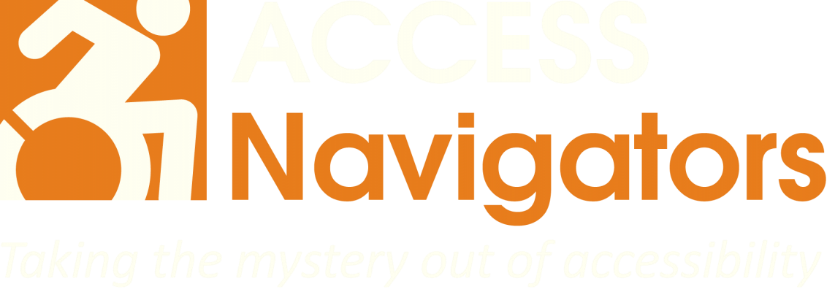 ACCESS
Navigators
Taking the mystery out of accessibility